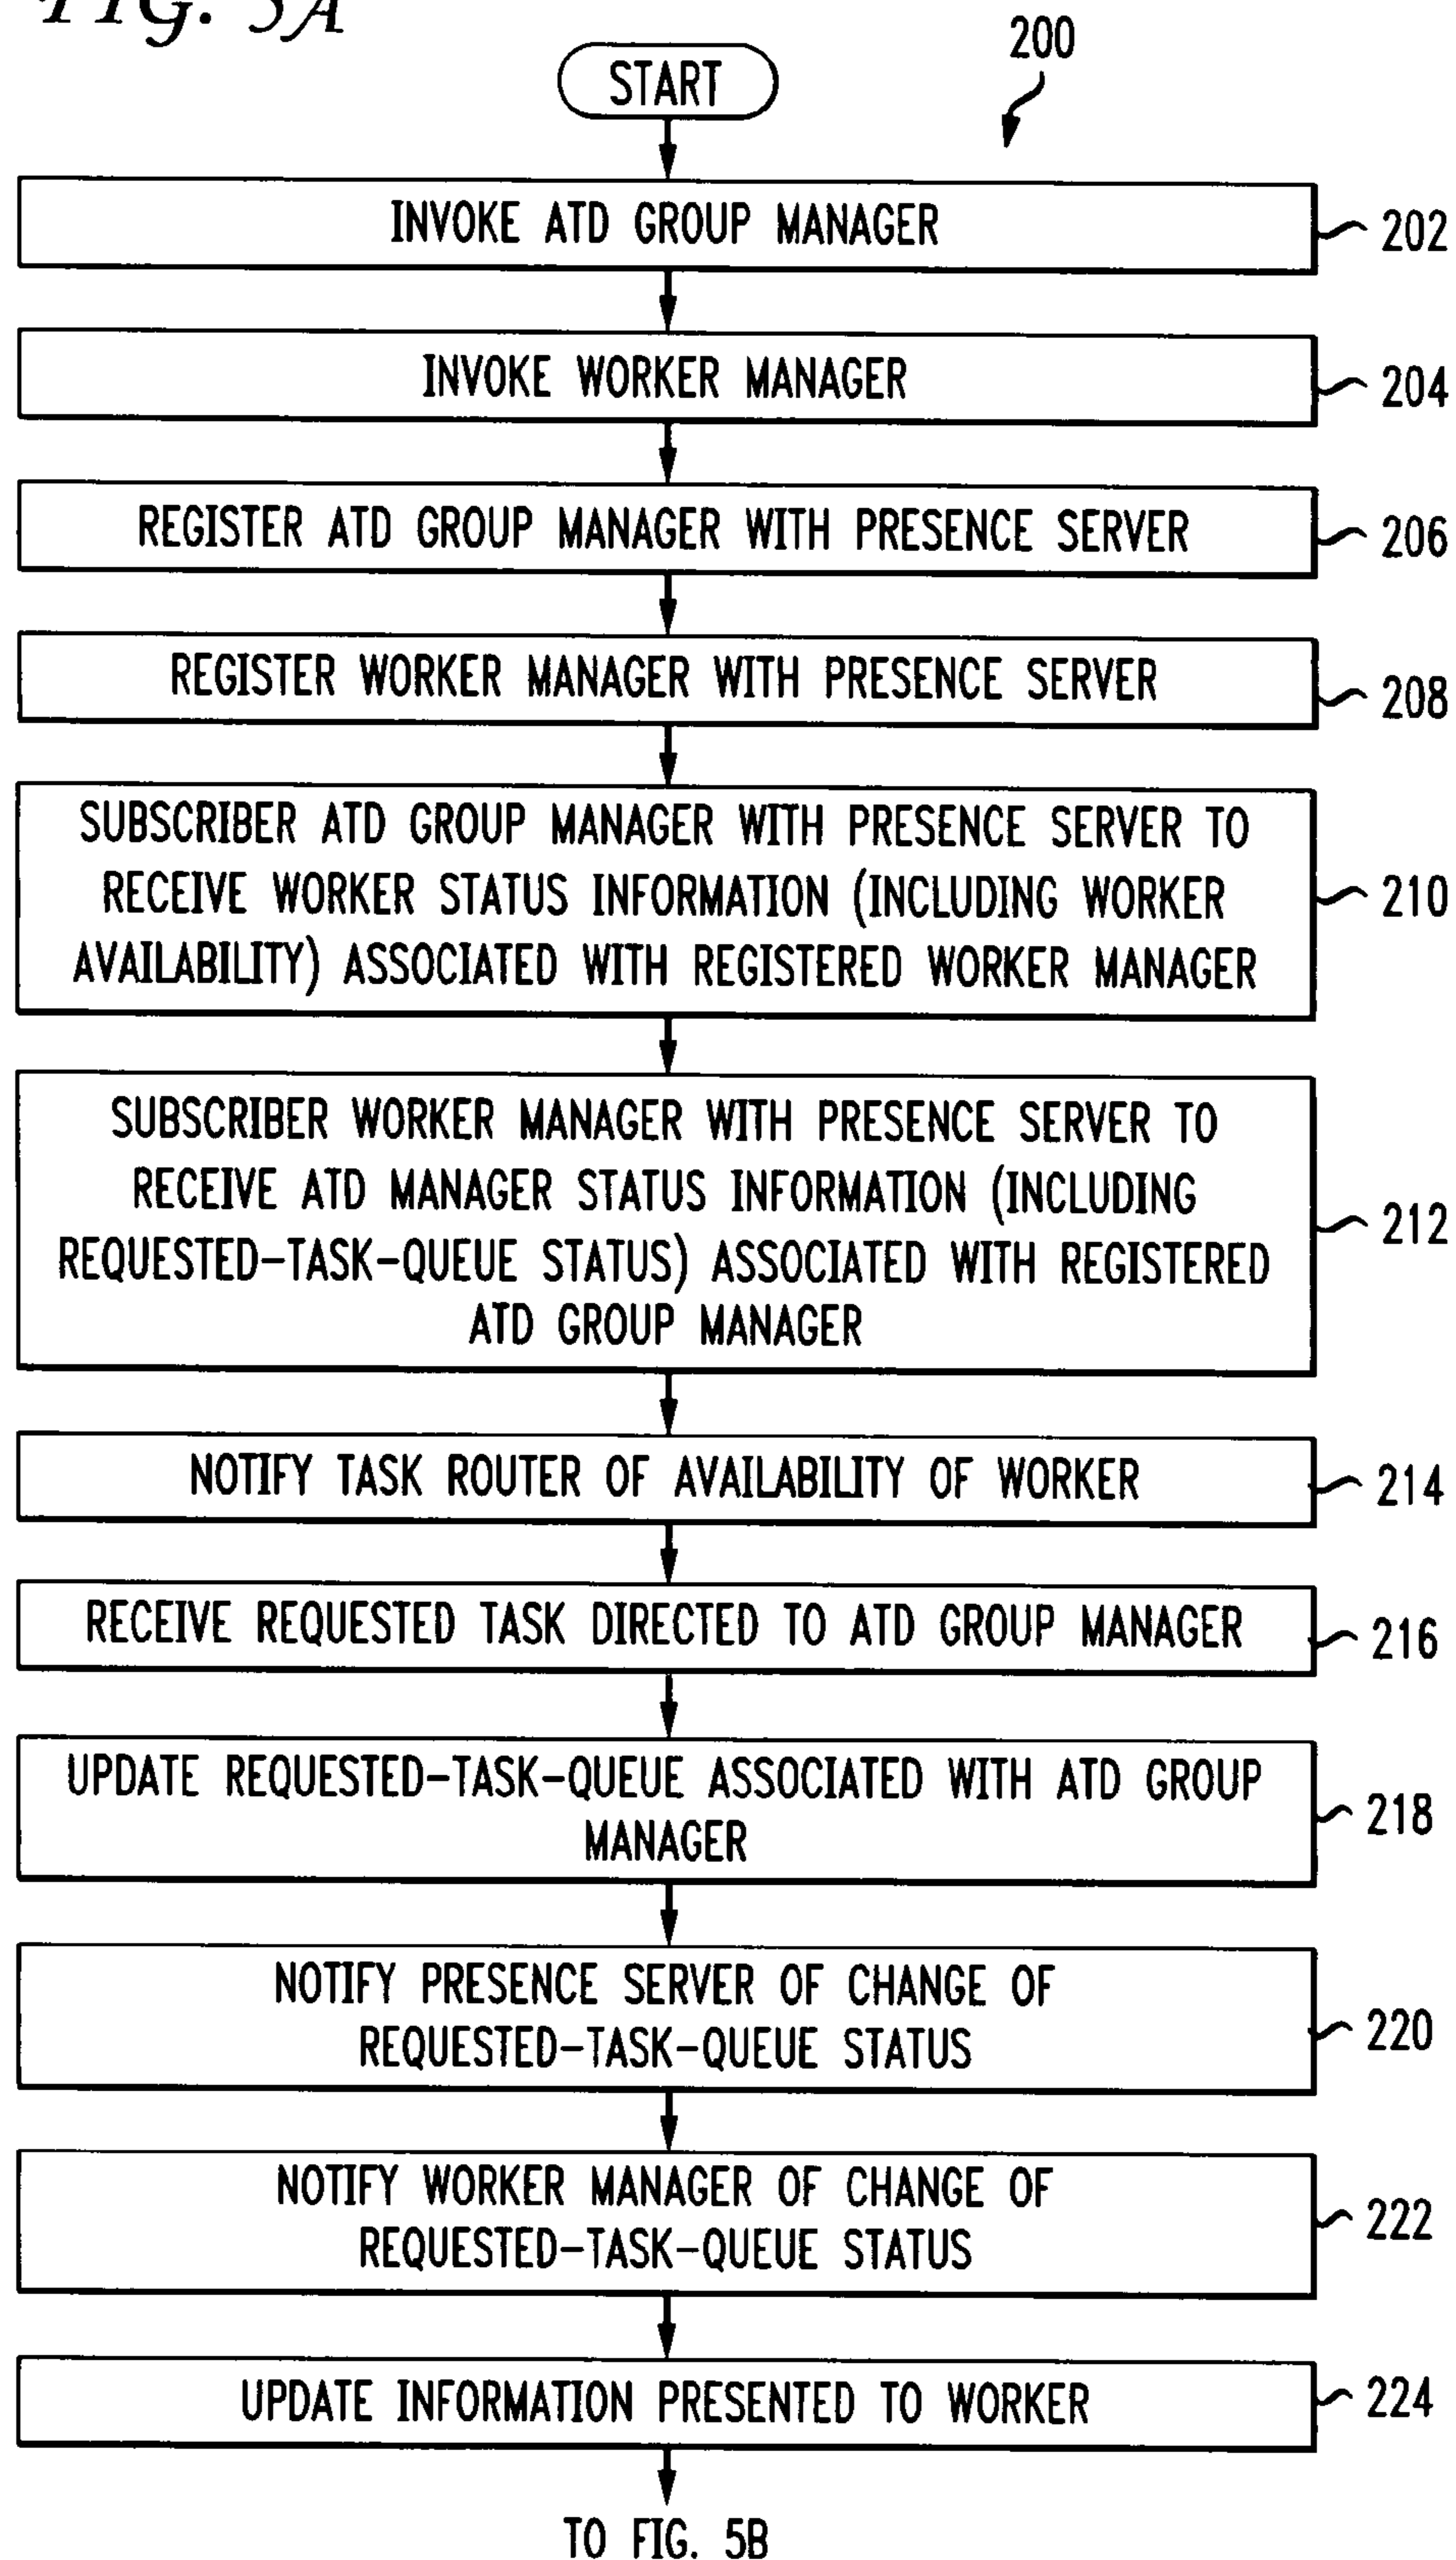 FIG. 5A
200
START
INVOKE ATD GROUP MANAGER
202
INVOKE WORKER MANAGER
204
REGISTER ATD GROUP MANAGER WITH PRESENCE SERVER
206
REGISTER WORKER MANAGER WITH PRESENCE SERVER
208
SUBSCRIBER ATD GROUP MANAGER WITH PRESENCE SERVER TO
RECEIVE WORKER STATUS INFORMATION (INCLUDING WORKER
AVAILABILITY) ASSOCIATED WITH REGISTERED WORKER MANAGER
210
SUBSCRIBER WORKER MANAGER WITH PRESENCE SERVER TO
RECEIVE ATD MANAGER STATUS INFORMATION (INCLUDING
REQUESTED-TASK-QUEUE STATUS) ASSOCIATED WITH REGISTERED
ATD GROUP MANAGER
212
NOTIFY TASK ROUTER OF AVAILABILITY OF WORKER
214
RECEIVE REQUESTED TASK DIRECTED TO ATD GROUP MANAGER
216
UPDATE REQUESTED-TASK-QUEUE ASSOCIATED WITH ATD GROUP
MANAGER
218
NOTIFY PRESENCE SERVER OF CHANGE OF
REQUESTED-TASK-QUEUE STATUS
220
NOTIFY WORKER MANAGER OF CHANGE OF
REQUESTED-TASK-QUEUE STATUS
222
UPDATE INFORMATION PRESENTED TO WORKER
224
TO FIG. 5B